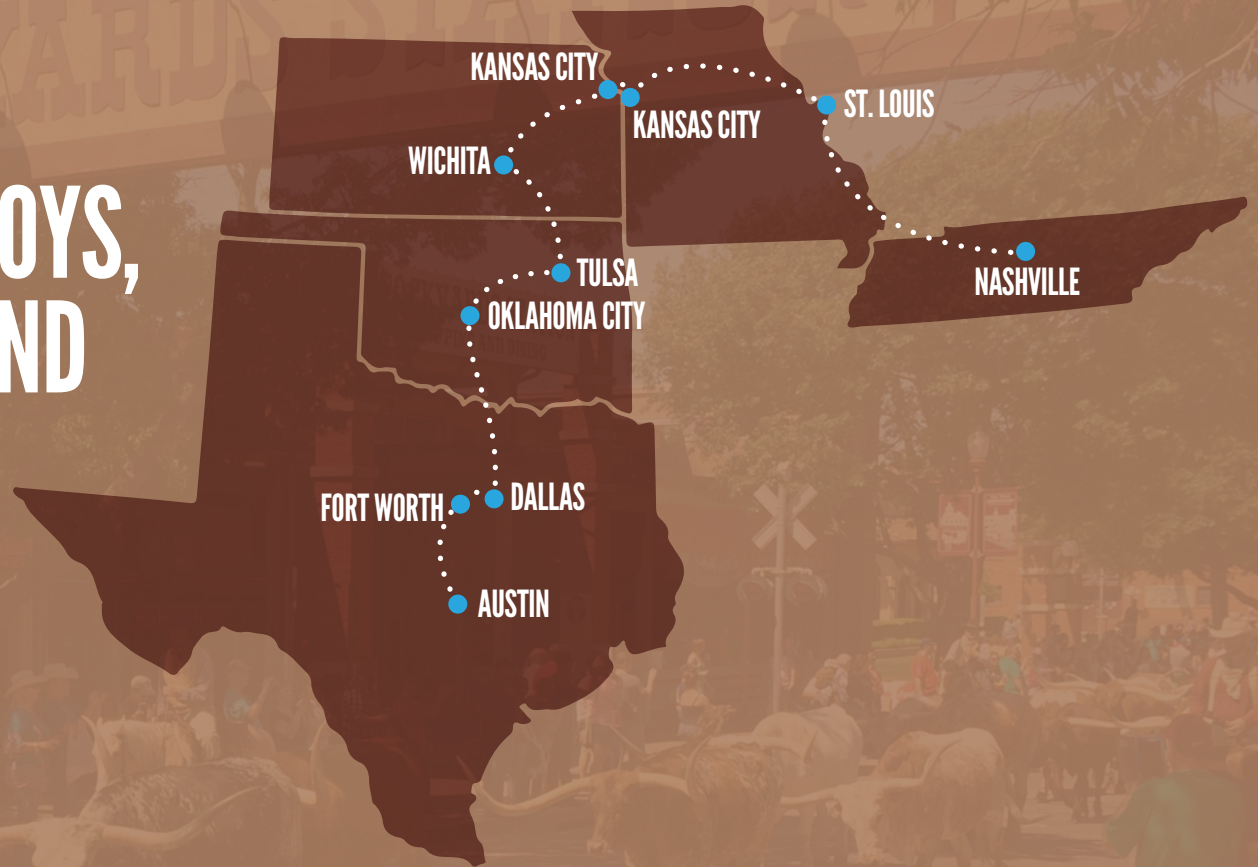 OYS,
ND
KANSAS CITY
KANSAS CITY
ST. LOUIS
WICHITA
NASHVILLE
TULSA
OKLAHOMA CITY
FORT WORTH
DALLAS
AUSTIN